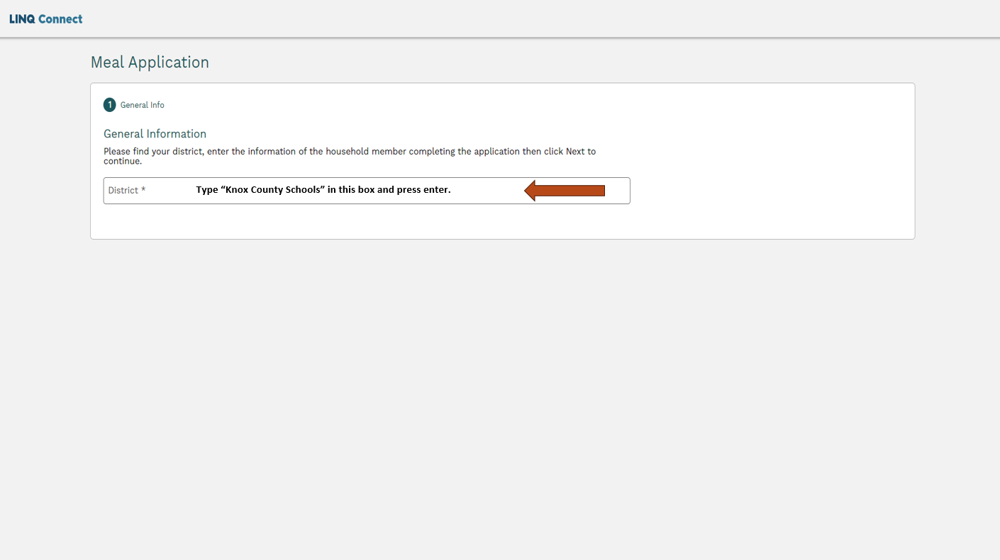 LINQ Connect
Meal Application
1 General Info
General Information
Please find your district, enter the information of the household member completing the application then click Next to
continue.
District * Type “Knox County Schools” in this box and press enter.